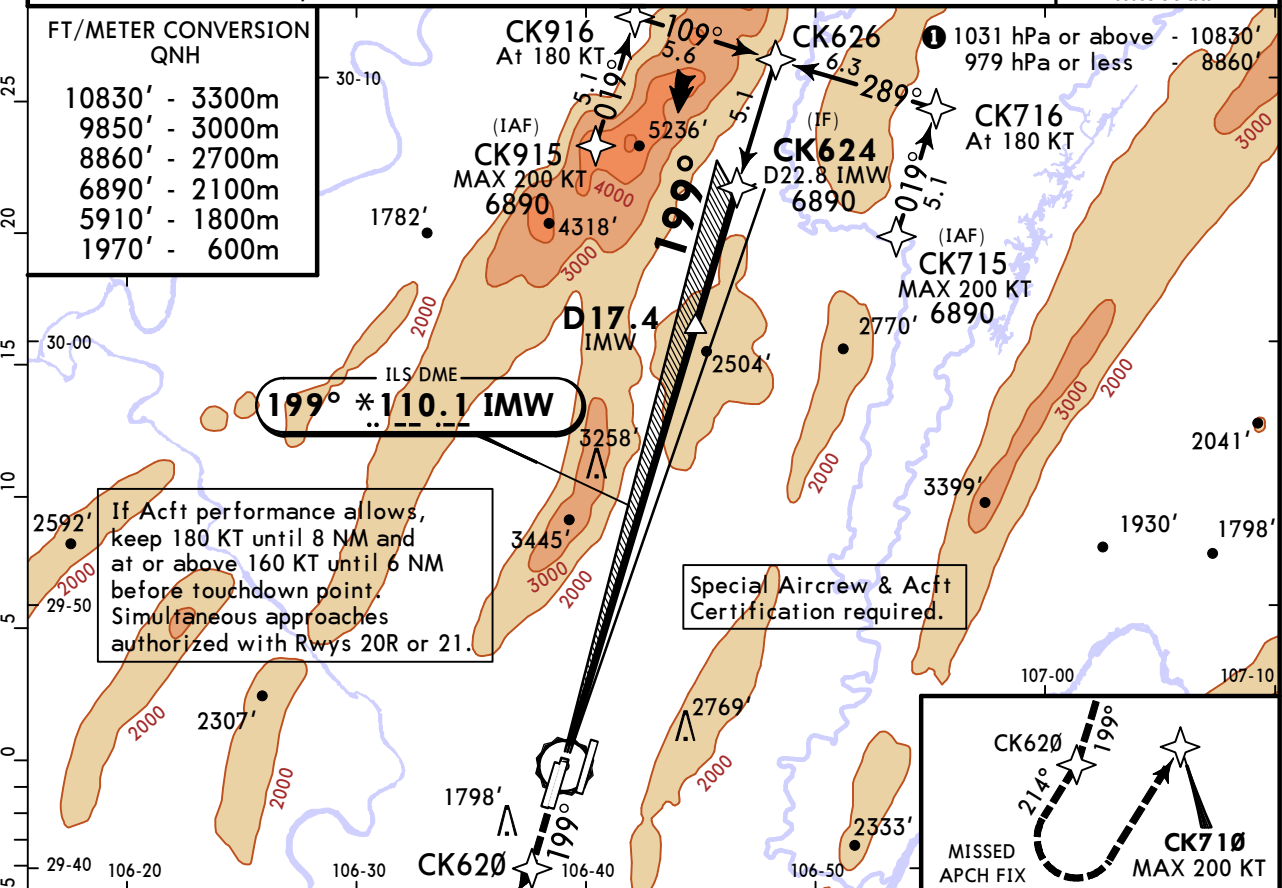 FT/METER CONVERSION
QNH
10830' - 3300m
9850' - 3000m
8860' - 2700m
6890' - 2100m
5910' - 1800m
1970' - 600m
❶ 1031 hPa or above - 10830'
979 hPa or less - 8860'
CK916
At 180 KT
109°
5.6
CK626
6.3
289°
CK716
At 180 KT
5.1
019°
5.1
30-10
25
(IAF)
CK915
MAX 200 KT
6890
5236'
4000
4318'
3000
1782'
199°
(IF)
CK624
D22.8 IMW
6890
019°
5.1
(IAF)
CK715
MAX 200 KT
6890
3000
20
2000
D17.4
IMW
2770'
2504'
30-00
15
ILS DME
199° *110.1 IMW
3258'
3000
2000
2041'
2000
3399'
10
If Acft performance allows,
keep 180 KT until 8 NM and
at or above 160 KT until 6 NM
before touchdown point.
Simultaneous approaches
authorized with Rwys 20R or 21.
2592'
2000
3445'
3000
2000
1930'
1798'
Special Aircrew & Acft
Certification required.
29-50
5
107-00
107-10
2307'
2000
2000
2769'
2000
0
1798'
199°
CK620
2333'
29-40
106-20
106-30
106-40
106-50
5
CK620
199°
214°
MISSED
APCH FIX
CK710
MAX 200 KT